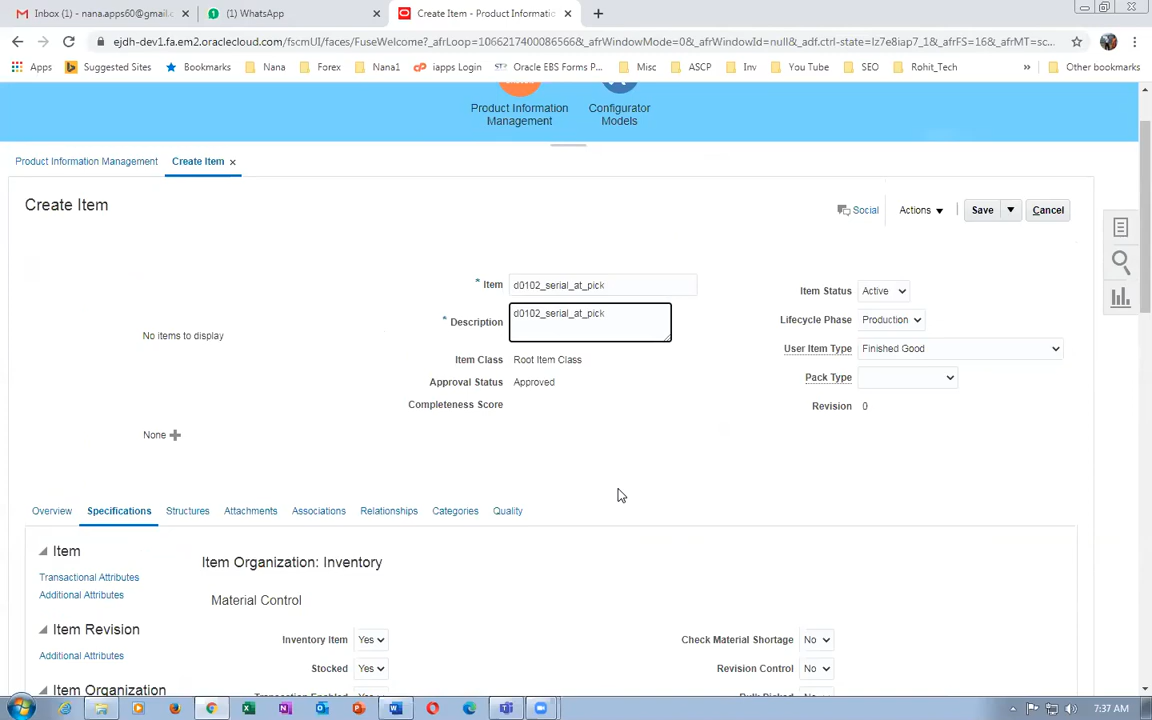 Inbox (1) - nana.apps60@gmail.c
(1) WhatsApp
Create Item - Product Informatio
ejdh-dev1.fa.em2.oraclecloud.com/fscmUI/faces/FuseWelcome?_afrLoop=1066217400086566&_afrWindowMode=0&_afrWindowId=null&_adf.ctrl-state=lz7e8iap7_1&_afrFS=16&_afrMT=sc...
Apps
Suggested Sites
Bookmarks
Nana
Forex
Nana1
iapps Login
Oracle EBS Forms P...
Misc
ASCP
Inv
You Tube
SEO
Rohit_Tech
»
Other bookmarks
Product Information Management
Configurator Models
Product Information Management
Create Item
Create Item
Social
Actions
Save
Cancel
* Item d0102_serial_at_pick
* Description d0102_serial_at_pick
Item Class Root Item Class
Approval Status Approved
Completeness Score
No items to display
None
Item Status Active
Lifecycle Phase Production
User Item Type Finished Good
Pack Type
Revision 0
Overview Specifications Structures Attachments Associations Relationships Categories Quality
Item
Transactional Attributes
Additional Attributes
Item Revision
Additional Attributes
Item Organization
Item Organization: Inventory
Material Control
Inventory Item Yes
Check Material Shortage No
Stocked Yes
Revision Control No
7:37 AM